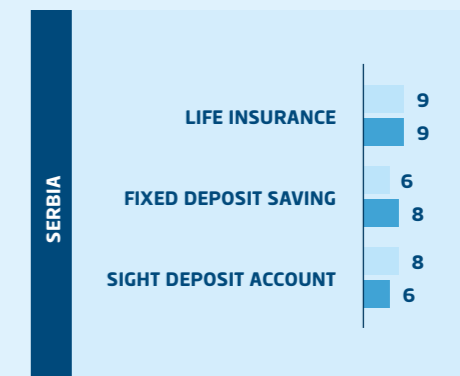 SERBIA
LIFE INSURANCE
9
9
FIXED DEPOSIT SAVING
6
8
SIGHT DEPOSIT ACCOUNT
8
6